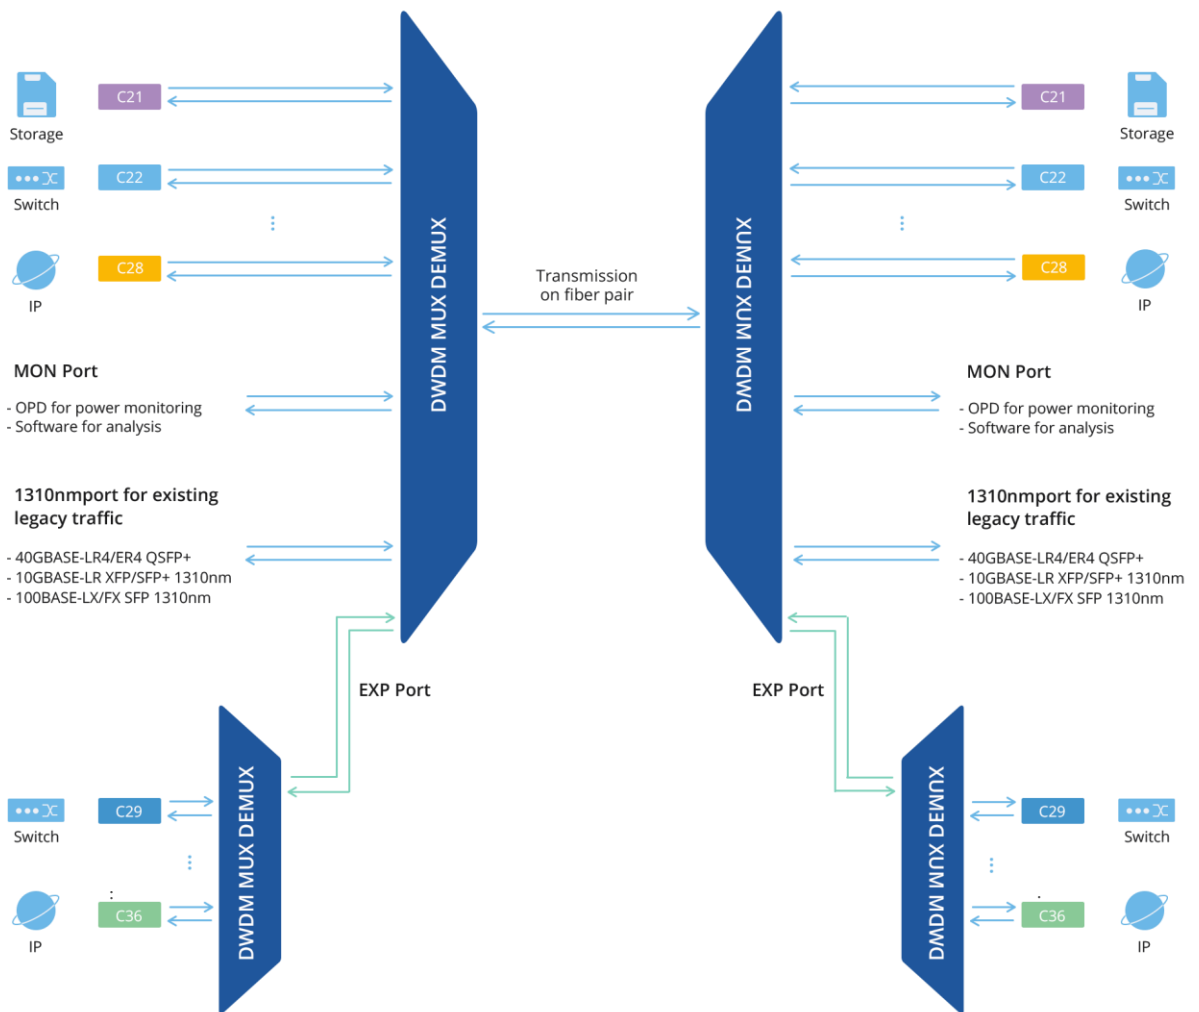 C21
Storage
C22
Switch
C28
IP
MON Port
- OPD for power monitoring
- Software for analysis
1310nmport for existing
legacy traffic
- 40GBASE-LR4/ER4 QSFP+
- 10GBASE-LR XFP/SFP+ 1310nm
- 100BASE-LX/FX SFP 1310nm
DWDM MUX DEMUX
EXP Port
C29
Switch
C36
IP
DWDM MUX DEMUX
Transmission
on fiber pair
DWDM MUX DEMUX
C21
Storage
C22
Switch
C28
IP
MON Port
- OPD for power monitoring
- Software for analysis
1310nmport for existing
legacy traffic
- 40GBASE-LR4/ER4 QSFP+
- 10GBASE-LR XFP/SFP+ 1310nm
- 100BASE-LX/FX SFP 1310nm
EXP Port
DWDM MUX DEMUX
C29
Switch
C36
IP